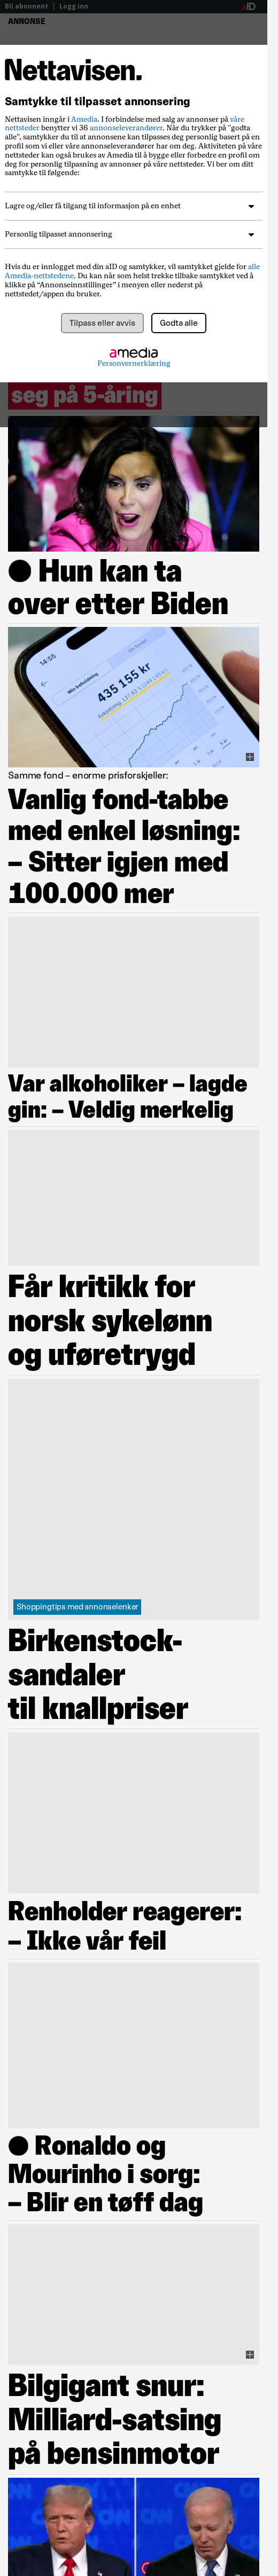 Bli abonnent | Logg inn
aID
ANNONSE
Nettavisen.
Samtykke til tilpasset annonsering
Nettavisen inngår i Amedia. I forbindelse med salg av annonser på våre
nettsteder benytter vi 36 annonseleverandører. Når du trykker på "godta
alle", samtykker du til at annonsene kan tilpasses deg personlig basert på en
profil som vi eller våre annonseleverandører har om deg. Aktiviteten på våre
nettsteder kan også brukes av Amedia til å bygge eller forbedre en profil om
deg for personlig tilpasning av annonser på våre nettsteder. Vi ber om ditt
samtykke til følgende:
Lagre og/eller få tilgang til informasjon på en enhet
Personlig tilpasset annonsering
Hvis du er innlogget med din aID og samtykker, vil samtykket gjelde for alle
Amedia-nettstedene. Du kan når som helst trekke tilbake samtykket ved å
klikke på “Annonseinnstillinger” i menyen eller nederst på
nettstedet/appen du bruker.
Tilpass eller avvis
Godta alle
amedia
Personvernerklæring
seg på 5-åring
Hun kan ta
over etter Biden
14:55
Min beholdning
435 155 kr
Samme fond – enorme prisforskjeller:
Vanlig fond-tabbe
med enkel løsning:
– Sitter igjen med
100.000 mer
Var alkoholiker – lagde
gin: – Veldig merkelig
Får kritikk for
norsk sykelønn
og uføretrygd
Shoppingtips med annonselenker
Birkenstock-
sandaler
til knallpriser
Renholder reagerer:
– Ikke vår feil
Ronaldo og
Mourinho i sorg:
– Blir en tøff dag
Bilgigant snur:
Milliard-satsing
på bensinmotor